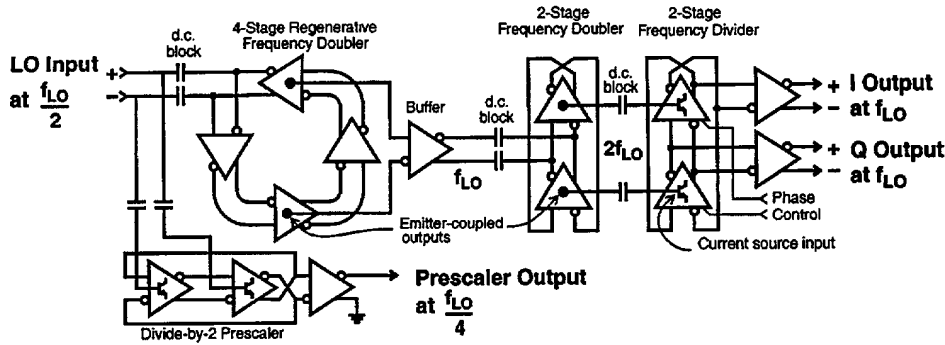 4-Stage Regenerative
Frequency Doubler
2-Stage
Frequency Doubler
2-Stage
Frequency Divider
d.c.
block
LO Input
at fLO
2
+
−
Buffer
d.c.
block
d.c.
block
fLO
2fLO
+ I Output
− at fLO
+ Q Output
− at fLO
Phase
Control
Emitter-coupled
outputs
Current source input
Prescaler Output
at fLO
4
Divide-by-2 Prescaler